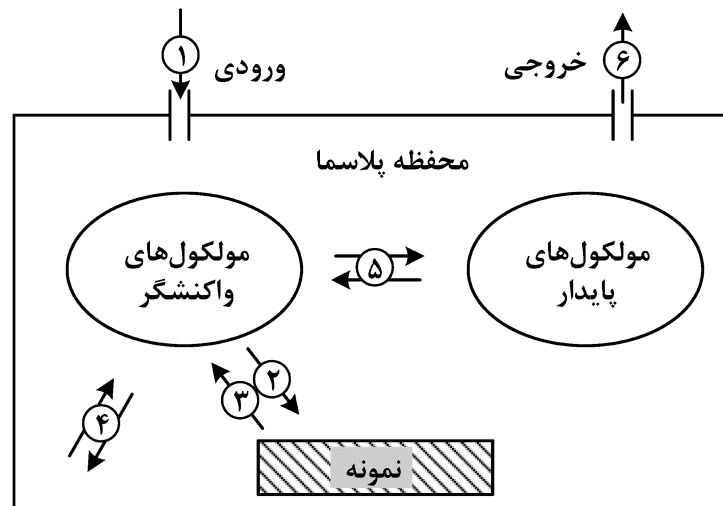 ۱
ورودی
۶
خروجی
محفظه پلاسما
مولکول‌های
واکنشگر
۵
مولکول‌های
پایدار
۲
۳
۴
نمونه